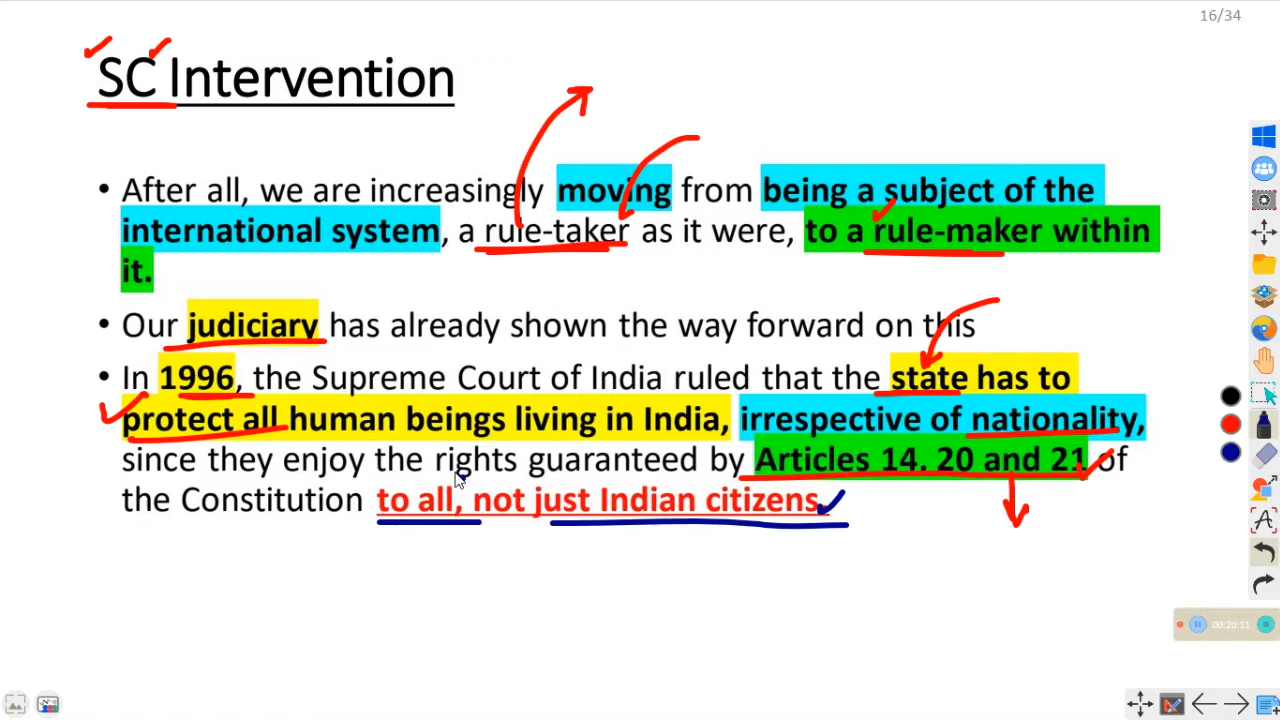 16/34
SC Intervention
• After all, we are increasingly moving from being a subject of the
international system, a rule-taker as it were, to a rule-maker within
it.
• Our judiciary has already shown the way forward on this
• In 1996, the Supreme Court of India ruled that the state has to
protect all human beings living in India, irrespective of nationality,
since they enjoy the rights guaranteed by Articles 14, 20 and 21 of
the Constitution to all, not just Indian citizens.
00:20:11